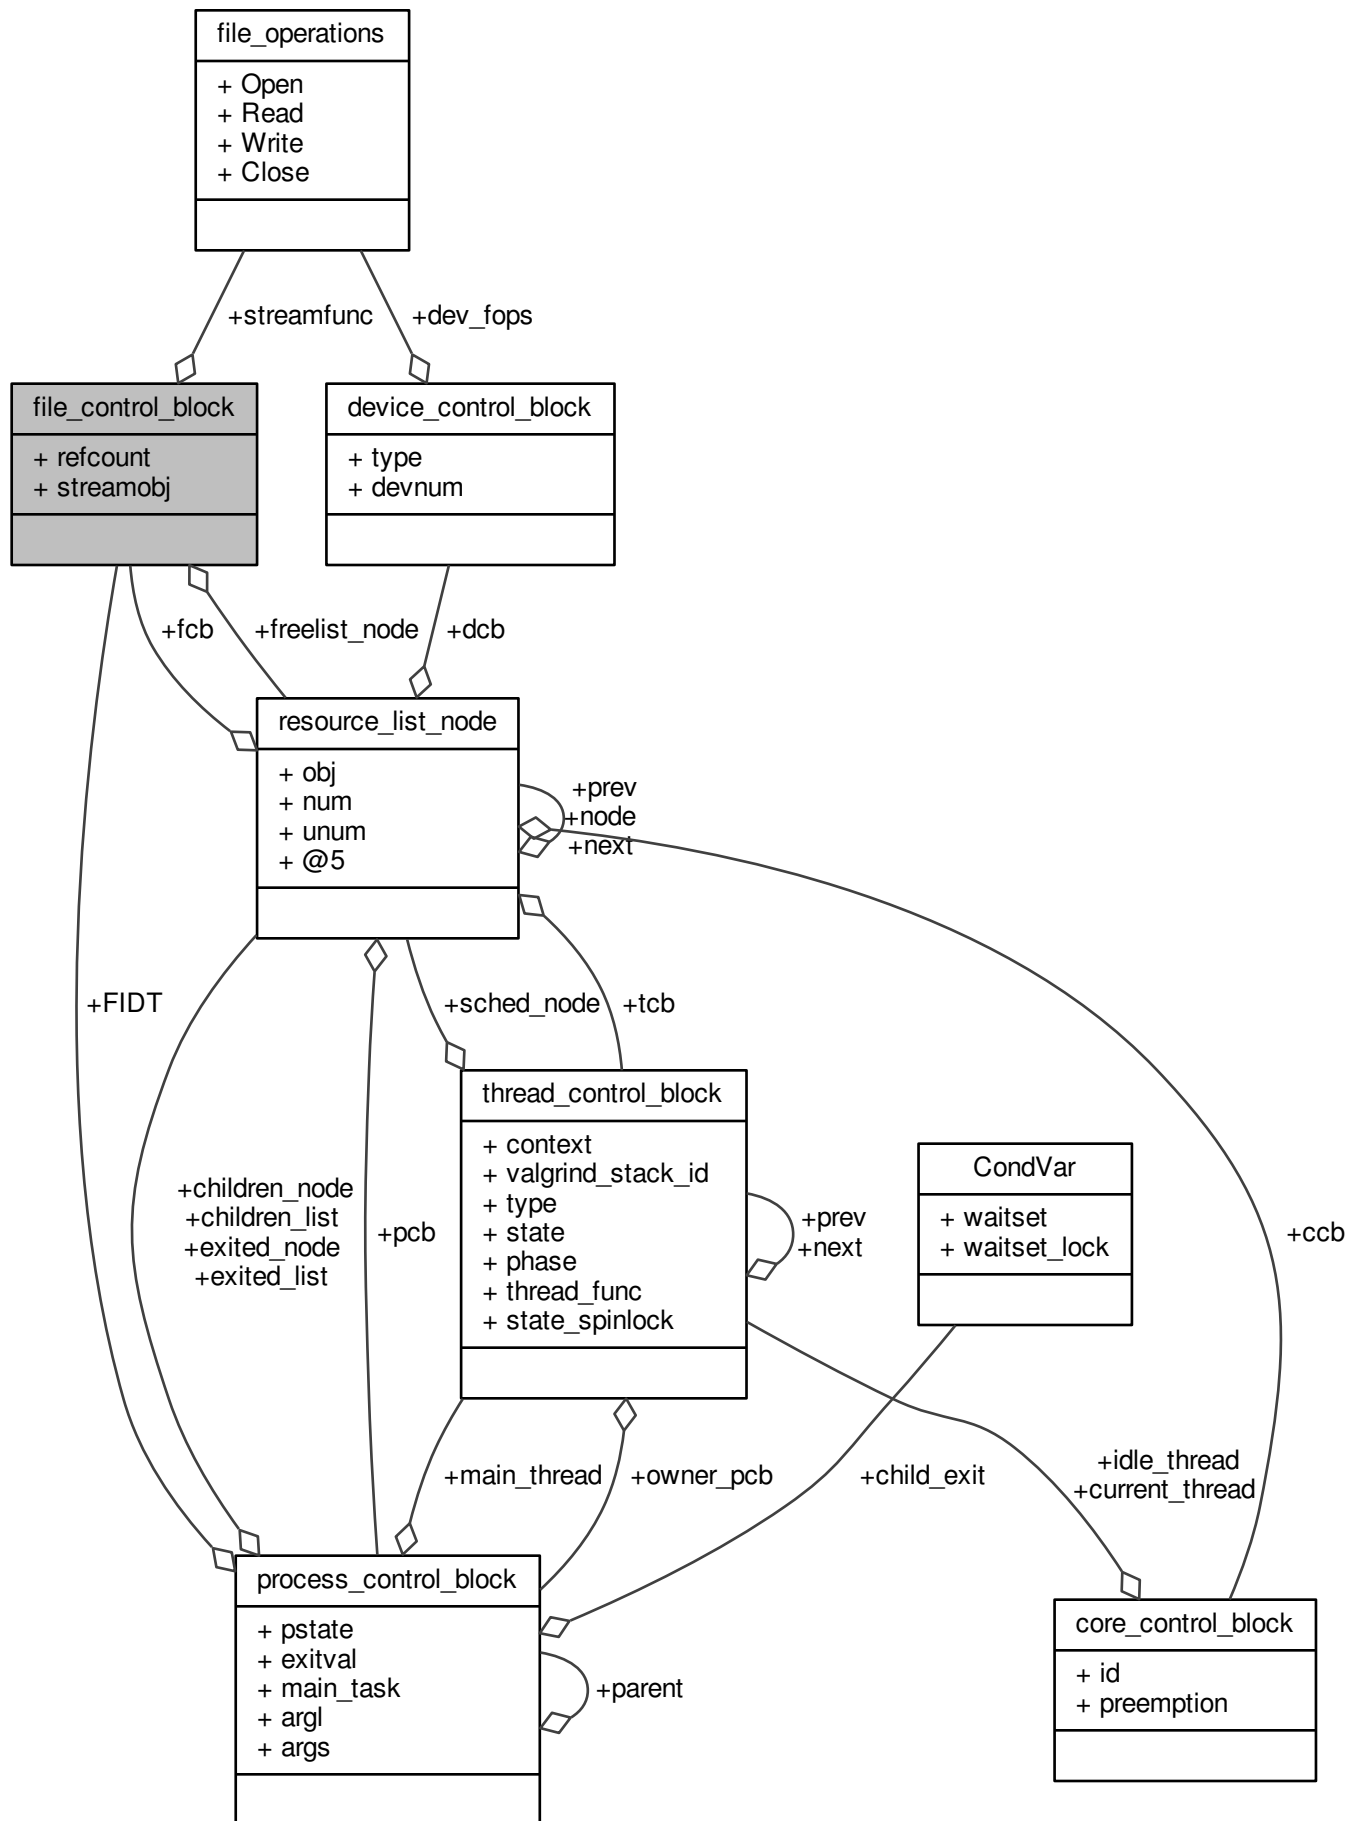 file_operations
+ Open
+ Read
+ Write
+ Close
+streamfunc
+dev_fops
file_control_block
+ refcount
+ streamobj
device_control_block
+ type
+ devnum
+fcb
+freelist_node
+dcb
resource_list_node
+ obj
+ num
+ unum
+ @5
+prev
+node
+next
+FIDT
+sched_node
+tcb
thread_control_block
+ context
+ valgrind_stack_id
+ type
+ state
+ phase
+ thread_func
+ state_spinlock
+prev
+next
CondVar
+ waitset
+ waitset_lock
+children_node
+children_list
+exited_node
+exited_list
+pcb
+ccb
+main_thread
+owner_pcb
+child_exit
+idle_thread
+current_thread
process_control_block
+ pstate
+ exitval
+ main_task
+ argl
+ args
+parent
core_control_block
+ id
+ preemption